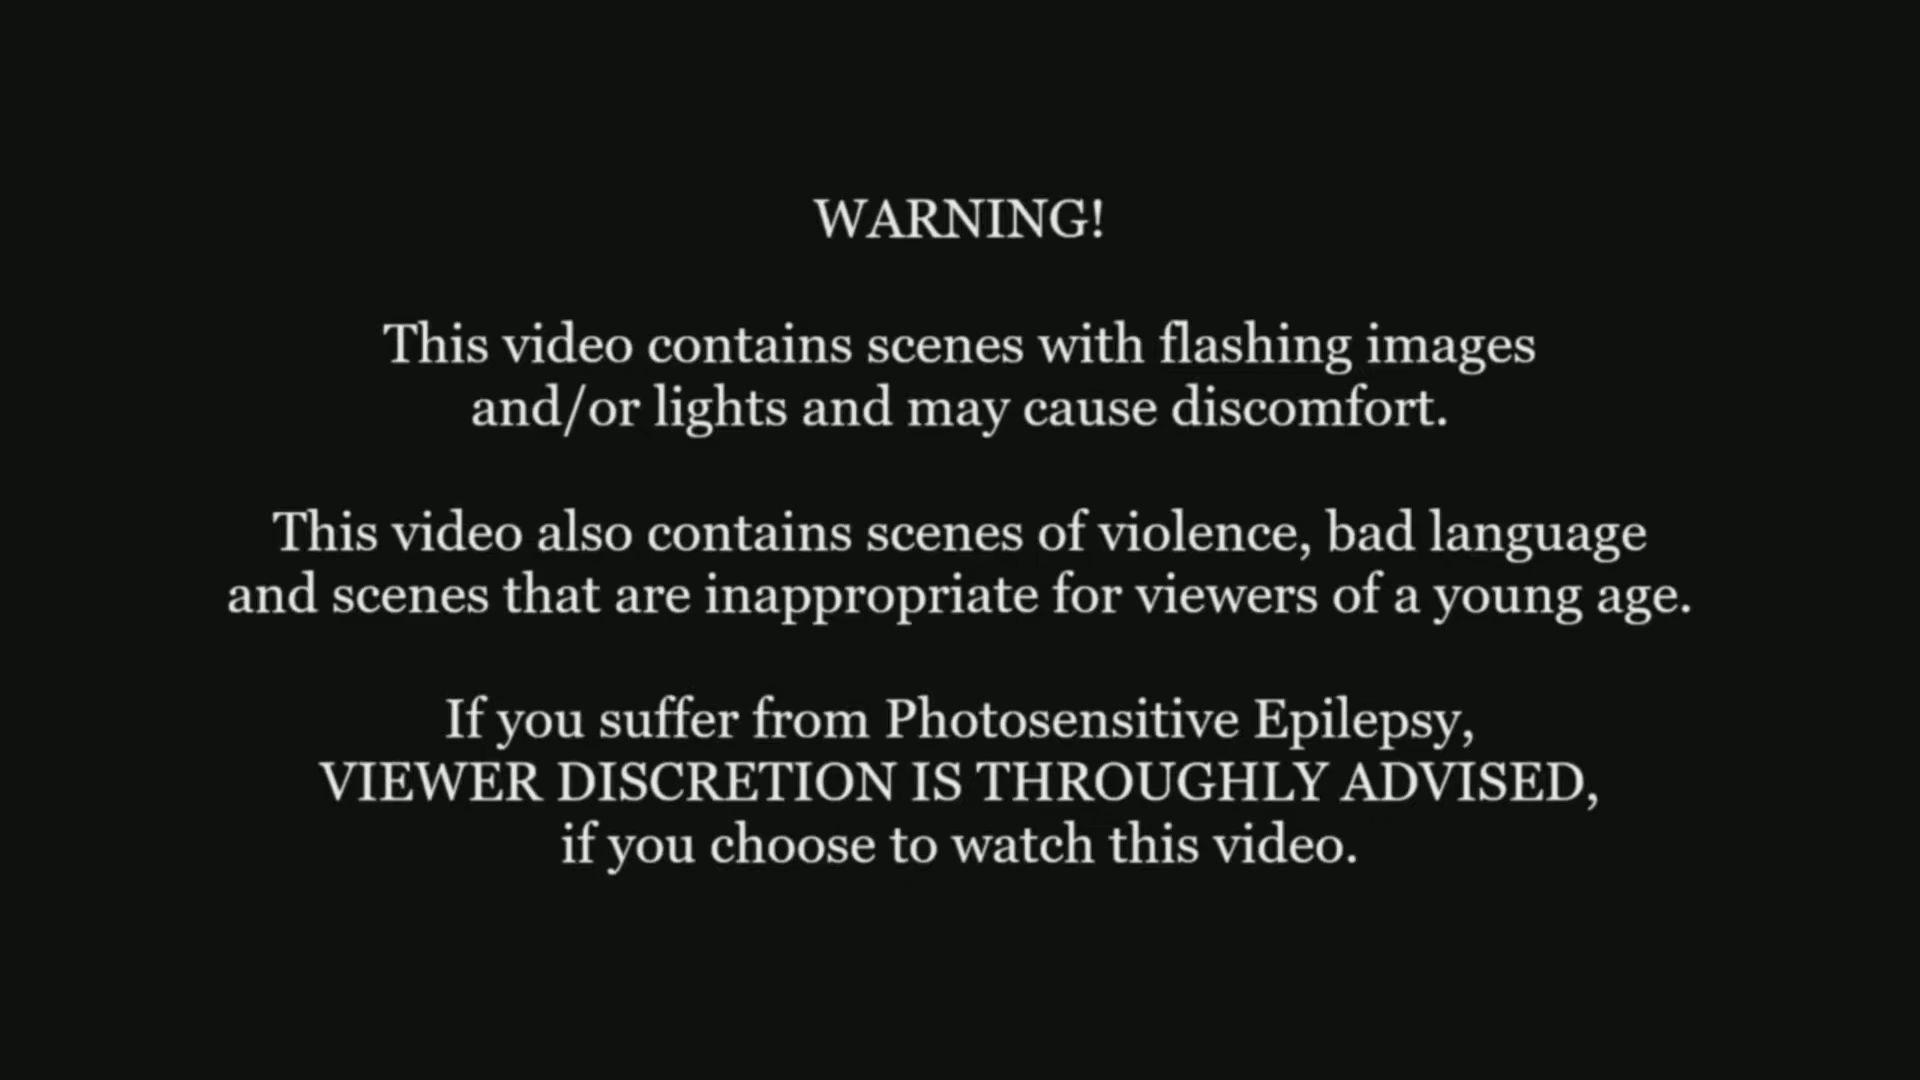 WARNING!
This video contains scenes with flashing images
and/or lights and may cause discomfort.
This video also contains scenes of violence, bad language
and scenes that are inappropriate for viewers of a young age.
If you suffer from Photosensitive Epilepsy,
VIEWER DISCRETION IS THROUGHLY ADVISED,
if you choose to watch this video.